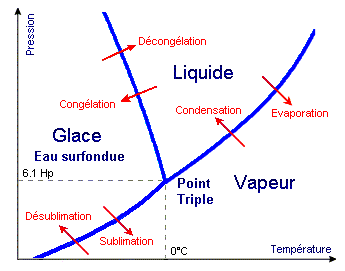 Pression
Décongélation
Liquide
Congélation
Condensation
Evaporation
Glace
Eau surfondue
6.1 Hp
Point
Triple
Vapeur
Désublimation
Sublimation
0°C
Température